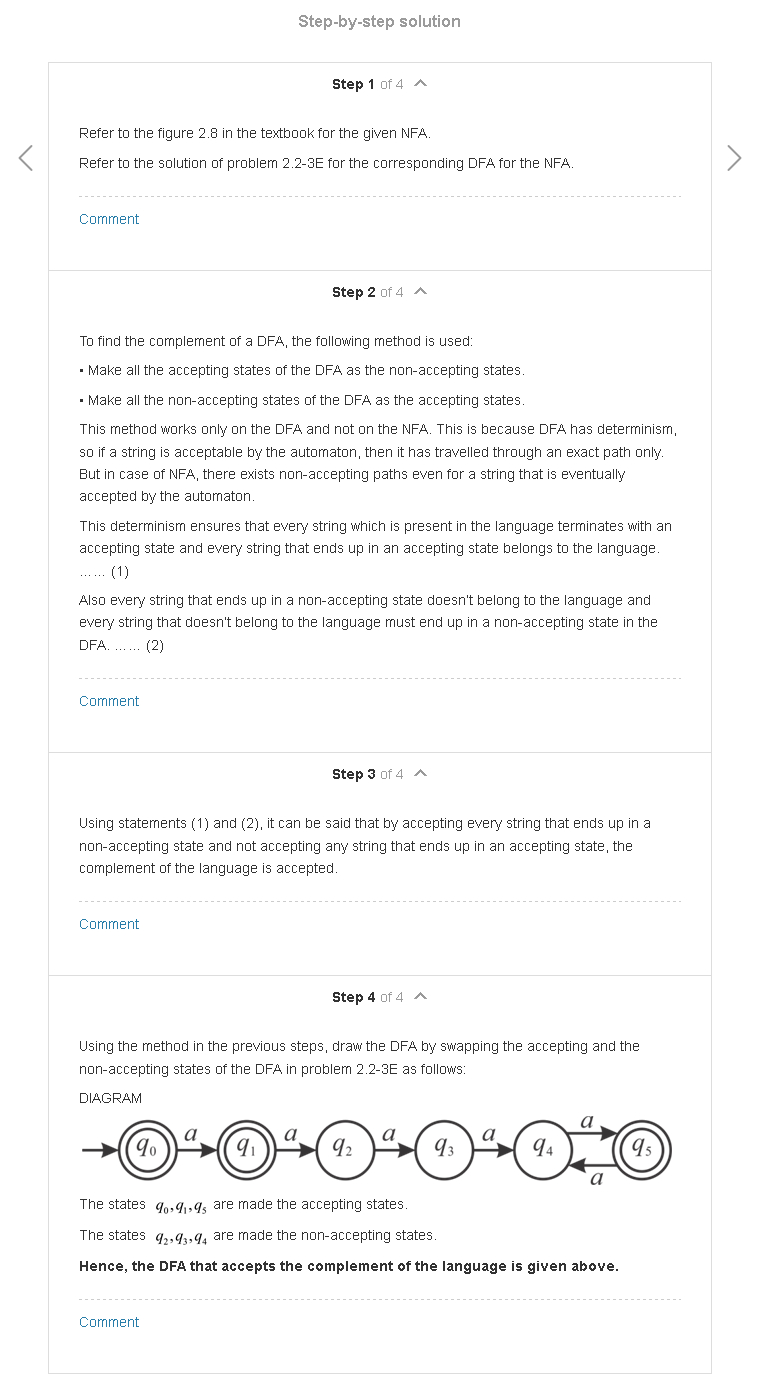 Step-by-step solution
Step 1 of 4
Refer to the figure 2.8 in the textbook for the given NFA.
Refer to the solution of problem 2.2-3E for the corresponding DFA for the NFA.
Comment
Step 2 of 4
To find the complement of a DFA, the following method is used:
• Make all the accepting states of the DFA as the non-accepting states.
• Make all the non-accepting states of the DFA as the accepting states.
This method works only on the DFA and not on the NFA. This is because DFA has determinism,
so if a string is acceptable by the automaton, then it has travelled through an exact path only.
But in case of NFA, there exists non-accepting paths even for a string that is eventually
accepted by the automaton.
This determinism ensures that every string which is present in the language terminates with an
accepting state and every string that ends up in an accepting state belongs to the language.
…… (1)
Also every string that ends up in a non-accepting state doesn't belong to the language and
every string that doesn't belong to the language must end up in a non-accepting state in the
DFA. …… (2)
Comment
Step 3 of 4
Using statements (1) and (2), it can be said that by accepting every string that ends up in a
non-accepting state and not accepting any string that ends up in an accepting state, the
complement of the language is accepted.
Comment
Step 4 of 4
Using the method in the previous steps, draw the DFA by swapping the accepting and the
non-accepting states of the DFA in problem 2.2-3E as follows:
DIAGRAM
q₀ a q₁ a q₂ a q₃ a q₄ a q₅
a
The states q₀,q₁,q₅ are made the accepting states.
The states q₂,q₃,q₄ are made the non-accepting states.
Hence, the DFA that accepts the complement of the language is given above.
Comment